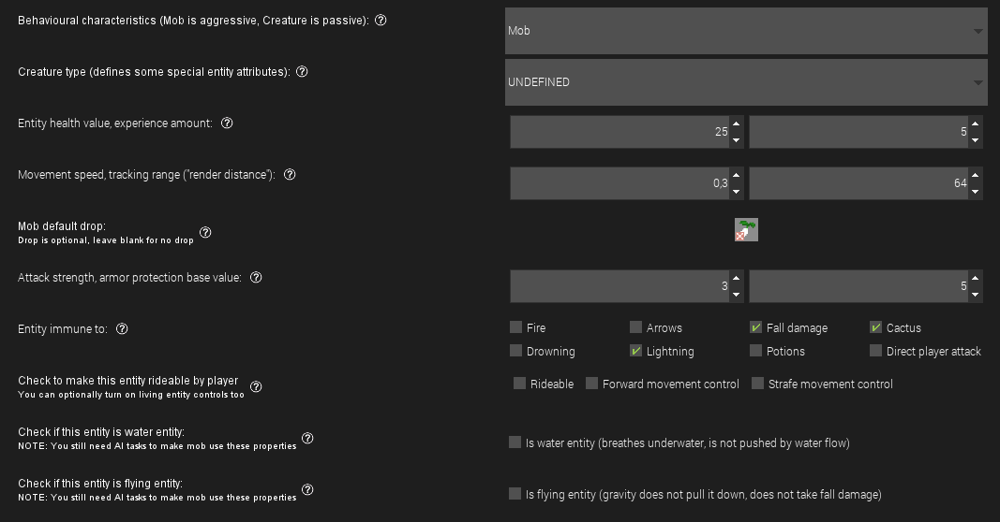 Behavioural characteristics (Mob is aggressive, Creature is passive): ?
Mob
Creature type (defines some special entity attributes): ?
UNDEFINED
Entity health value, experience amount: ?
25 5
Movement speed, tracking range ("render distance"): ?
0,3 64
Mob default drop:
Drop is optional, leave blank for no drop ?
Attack strength, armor protection base value: ?
3 5
Entity immune to: ?
Fire Arrows Fall damage Cactus
Drowning Lightning Potions Direct player attack
Check to make this entity rideable by player
You can optionally turn on living entity controls too ?
Rideable Forward movement control Strafe movement control
Check if this entity is water entity:
NOTE: You still need AI tasks to make mob use these properties ?
Is water entity (breathes underwater, is not pushed by water flow)
Check if this entity is flying entity:
NOTE: You still need AI tasks to make mob use these properties ?
Is flying entity (gravity does not pull it down, does not take fall damage)